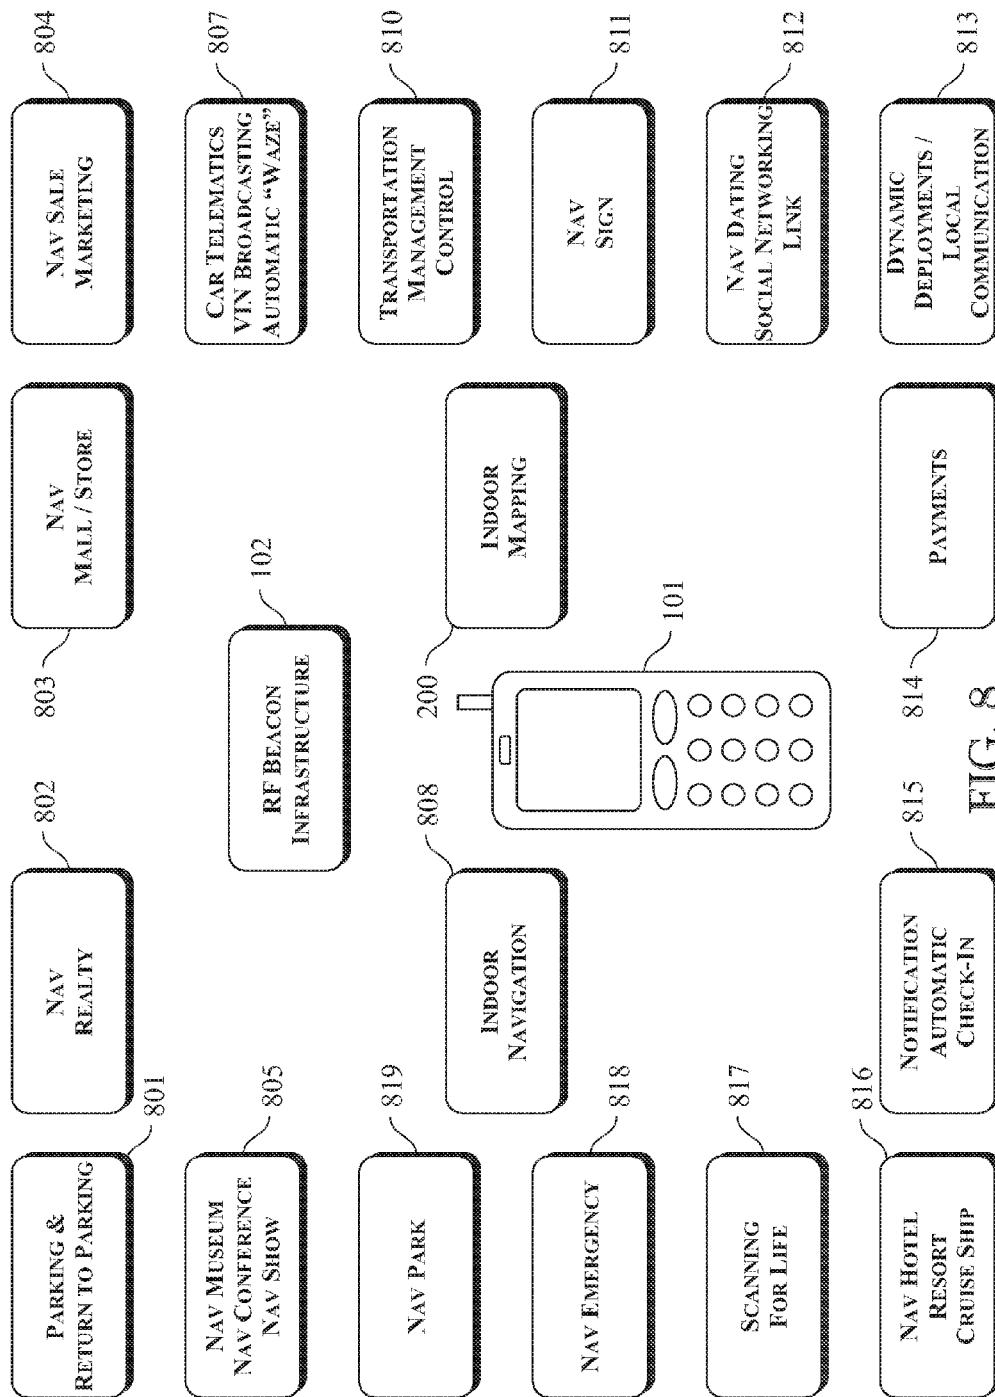 PARKING &
RETURN TO PARKING
801
NAV
REALTY
802
NAV
MALL / STORE
803
NAV SALE
MARKETING
804
NAV MUSEUM
NAV CONFERENCE
NAV SHOW
805
RF BEACON
INFRASTRUCTURE
102
CAR TELEMATICS
VIN BROADCASTING
AUTOMATIC “WAZE”
807
NAV PARK
819
TRANSPORTATION
MANAGEMENT
CONTROL
810
NAV EMERGENCY
818
INDOOR
NAVIGATION
808
INDOOR
MAPPING
200
NAV
SIGN
811
SCANNING
FOR LIFE
817
101
NAV DATING
SOCIAL NETWORKING
LINK
812
NAV HOTEL
RESORT
CRUISE SHIP
816
NOTIFICATION
AUTOMATIC
CHECK-IN
815
PAYMENTS
814
DYNAMIC
DEPLOYMENTS /
LOCAL
COMMUNICATION
813
FIG. 8